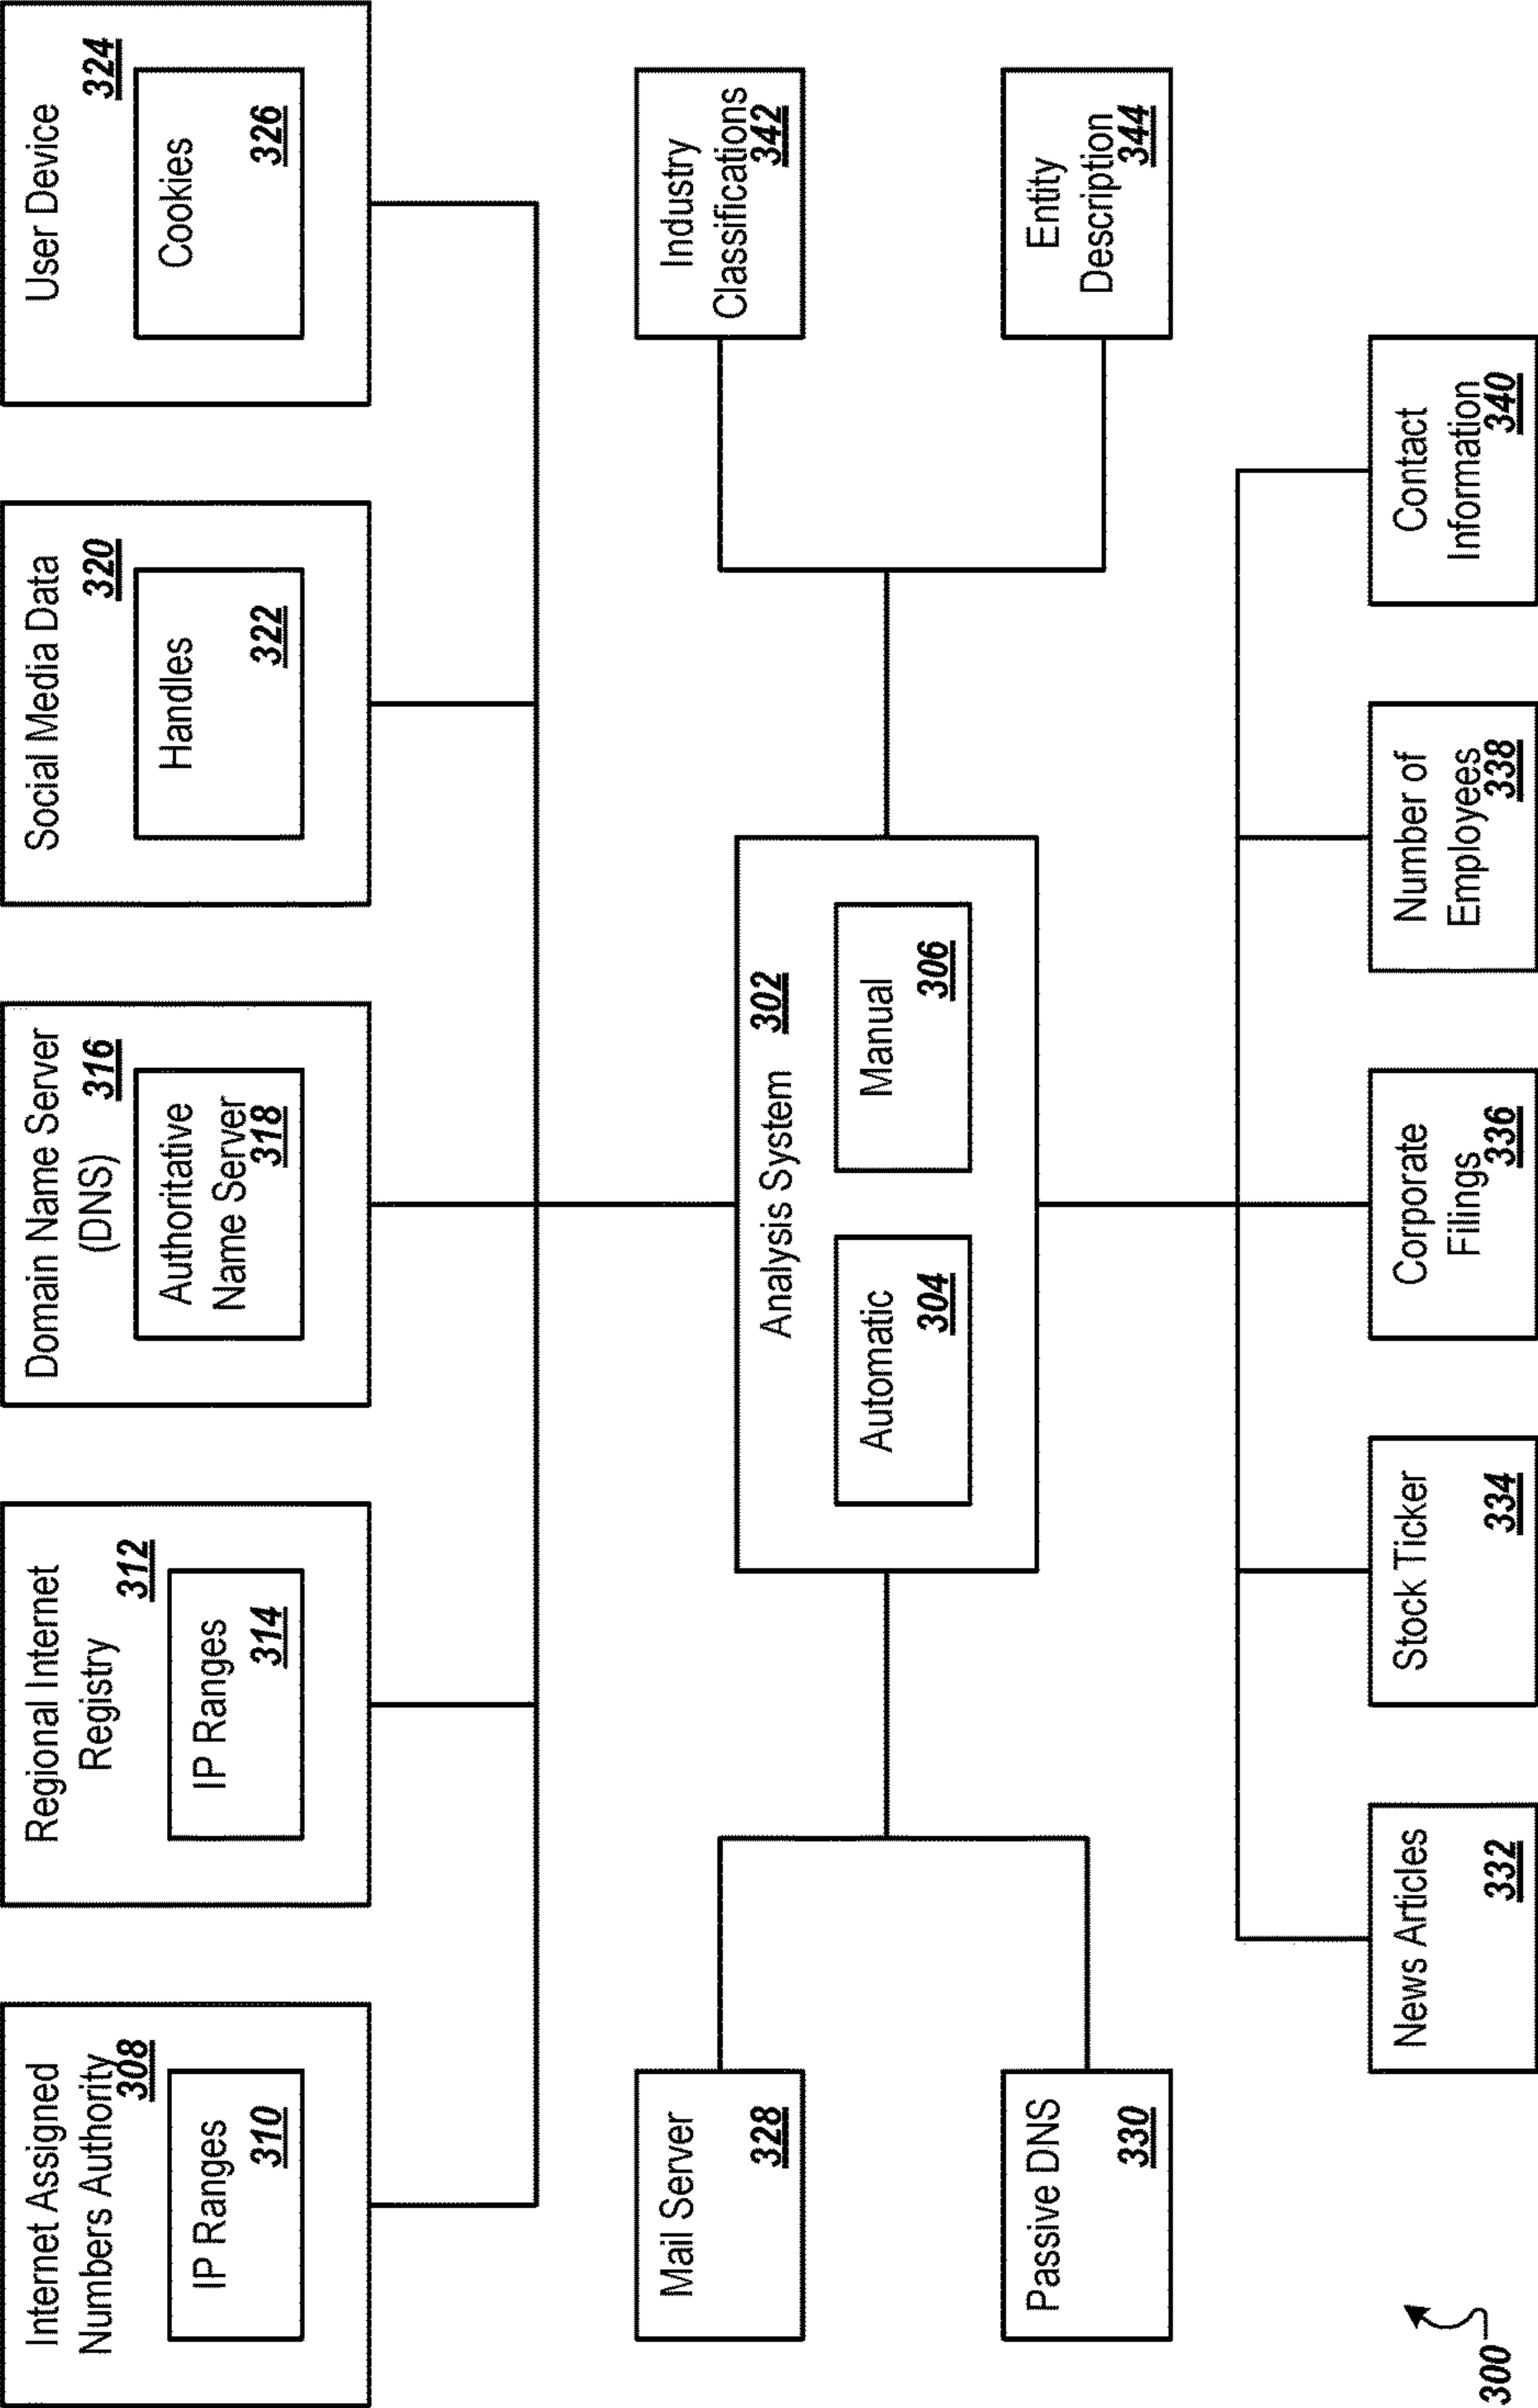 Internet Assigned
Numbers Authority
308
IP Ranges
310
Regional Internet
Registry
312
IP Ranges
314
Domain Name Server
(DNS)
316
Authoritative
Name Server
318
Social Media Data
320
Handles
322
User Device
324
Cookies
326
Mail Server
328
Passive DNS
330
Analysis System
302
Automatic
304
Manual
306
Industry
Classifications
342
Entity
Description
344
News Articles
332
Stock Ticker
334
Corporate
Filings
336
Number of
Employees
338
Contact
Information
340
300